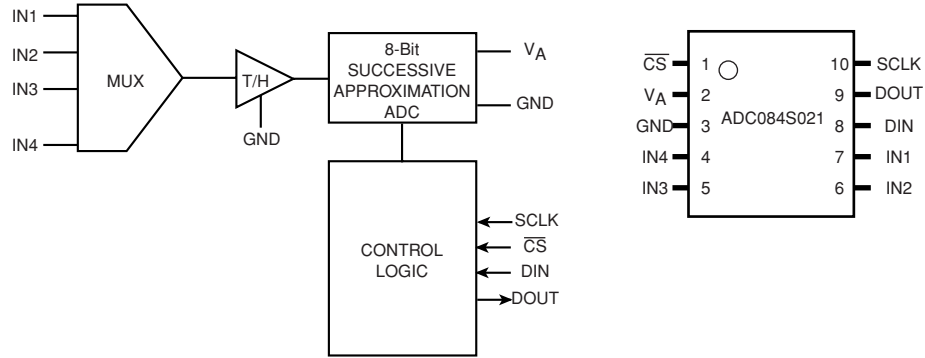 IN1
IN2
IN3
IN4
MUX
T/H
GND
8-Bit
SUCCESSIVE
APPROXIMATION
ADC
VA
GND
CONTROL
LOGIC
SCLK
CS
DIN
DOUT
CS 1
VA 2
GND 3
IN4 4
IN3 5
ADC084S021
10 SCLK
9 DOUT
8 DIN
7 IN1
6 IN2